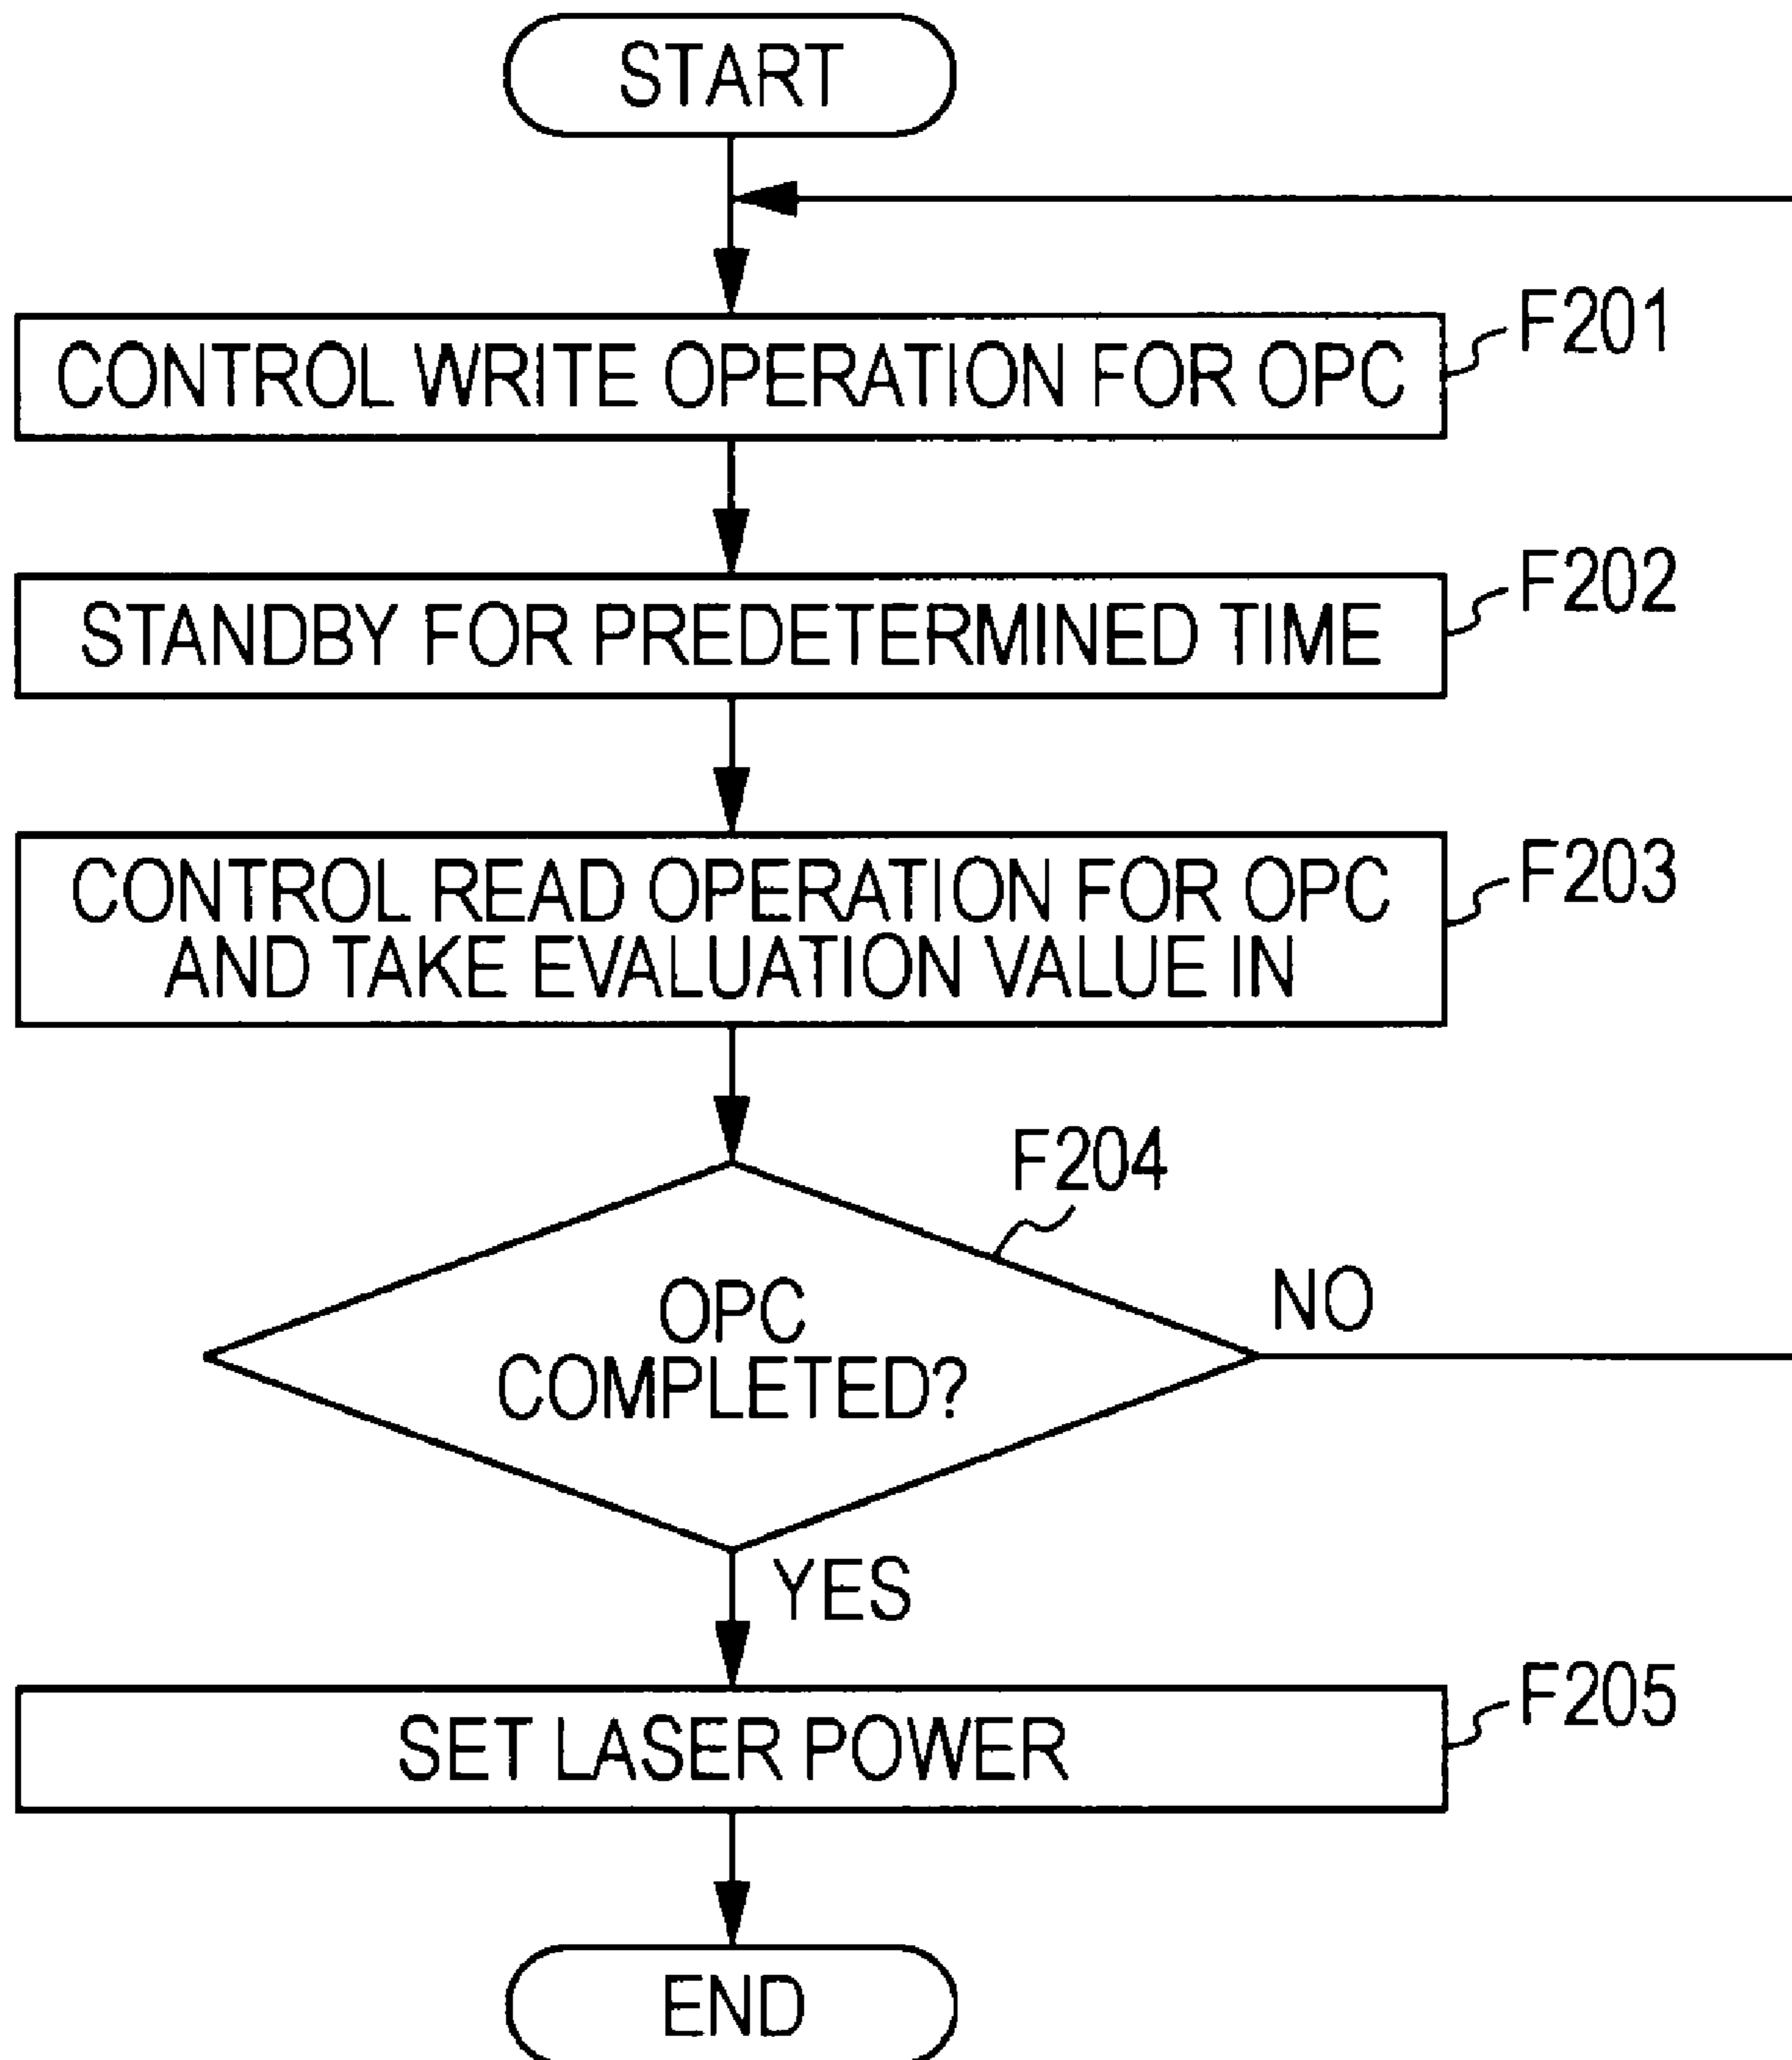 START
CONTROL WRITE OPERATION FOR OPC
F201
STANDBY FOR PREDETERMINED TIME
F202
CONTROL READ OPERATION FOR OPC
AND TAKE EVALUATION VALUE IN
F203
F204
OPC
COMPLETED?
NO
YES
SET LASER POWER
F205
END